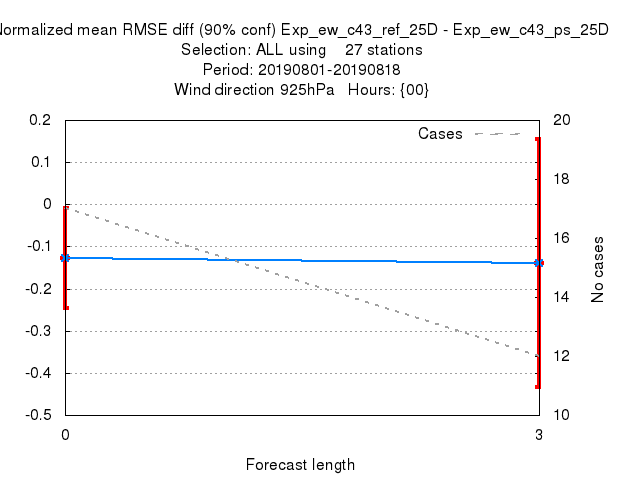 Normalized mean RMSE diff (90% conf) Exp_ew_c43_ref_25D - Exp_ew_c43_ps_25D
Selection: ALL using 27 stations
Period: 20190801-20190818
Wind direction 925hPa Hours: {00}
Cases
0.2
0.1
0
-0.1
-0.2
-0.3
-0.4
-0.5
20
18
16
14
12
10
No cases
0
3
Forecast length